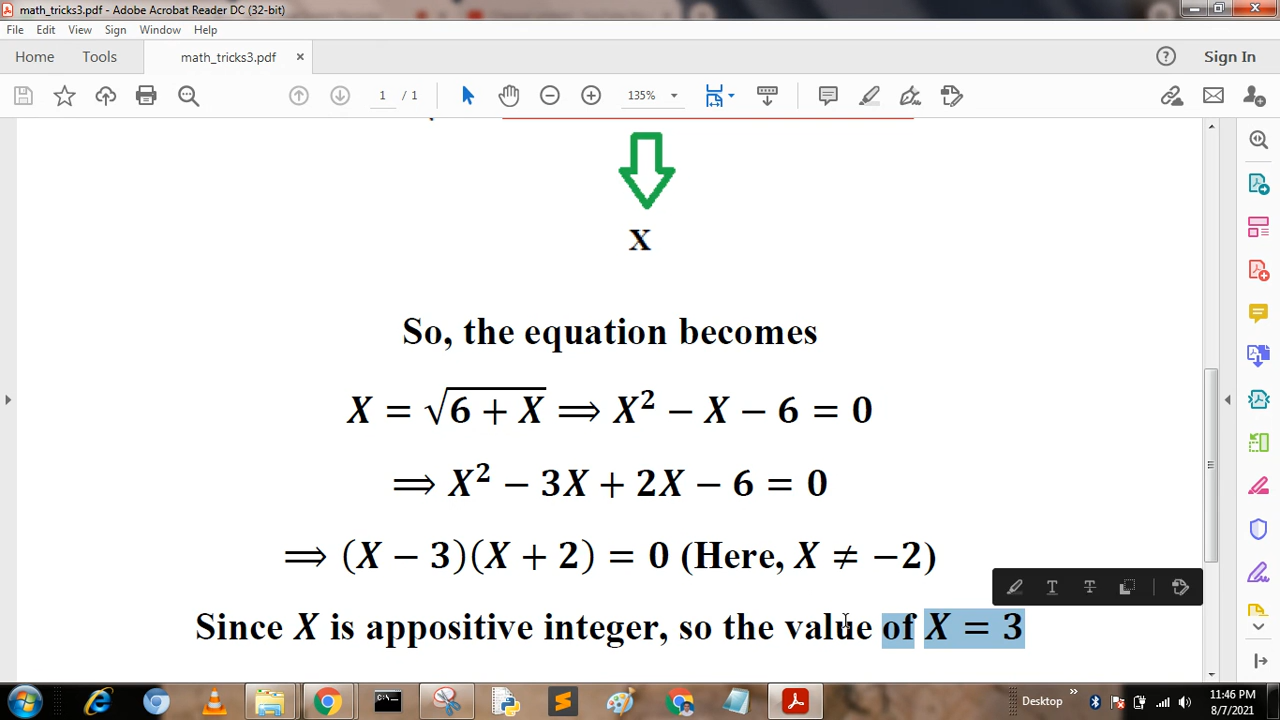 math_tricks3.pdf - Adobe Acrobat Reader DC (32-bit)
File Edit View Sign Window Help
Home Tools math_tricks3.pdf × Sign In
1 / 1 135%
X
So, the equation becomes
X = √(6 + X) ⟹ X² − X − 6 = 0
⟹ X² − 3X + 2X − 6 = 0
⟹ (X − 3)(X + 2) = 0 (Here, X ≠ −2)
Since X is appositive integer, so the value of X = 3
Desktop » 11:46 PM
8/7/2021